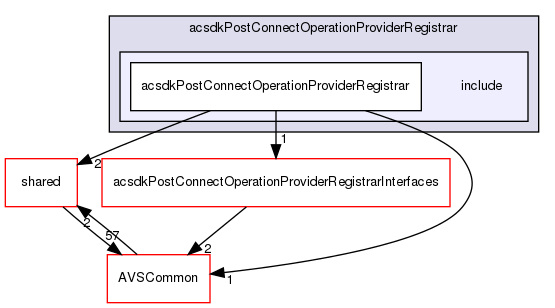 acsdkPostConnectOperationProviderRegistrar
acsdkPostConnectOperationProviderRegistrar
include
1
2
shared
acsdkPostConnectOperationProviderRegistrarInterfaces
2
57
2
AVSCommon
1